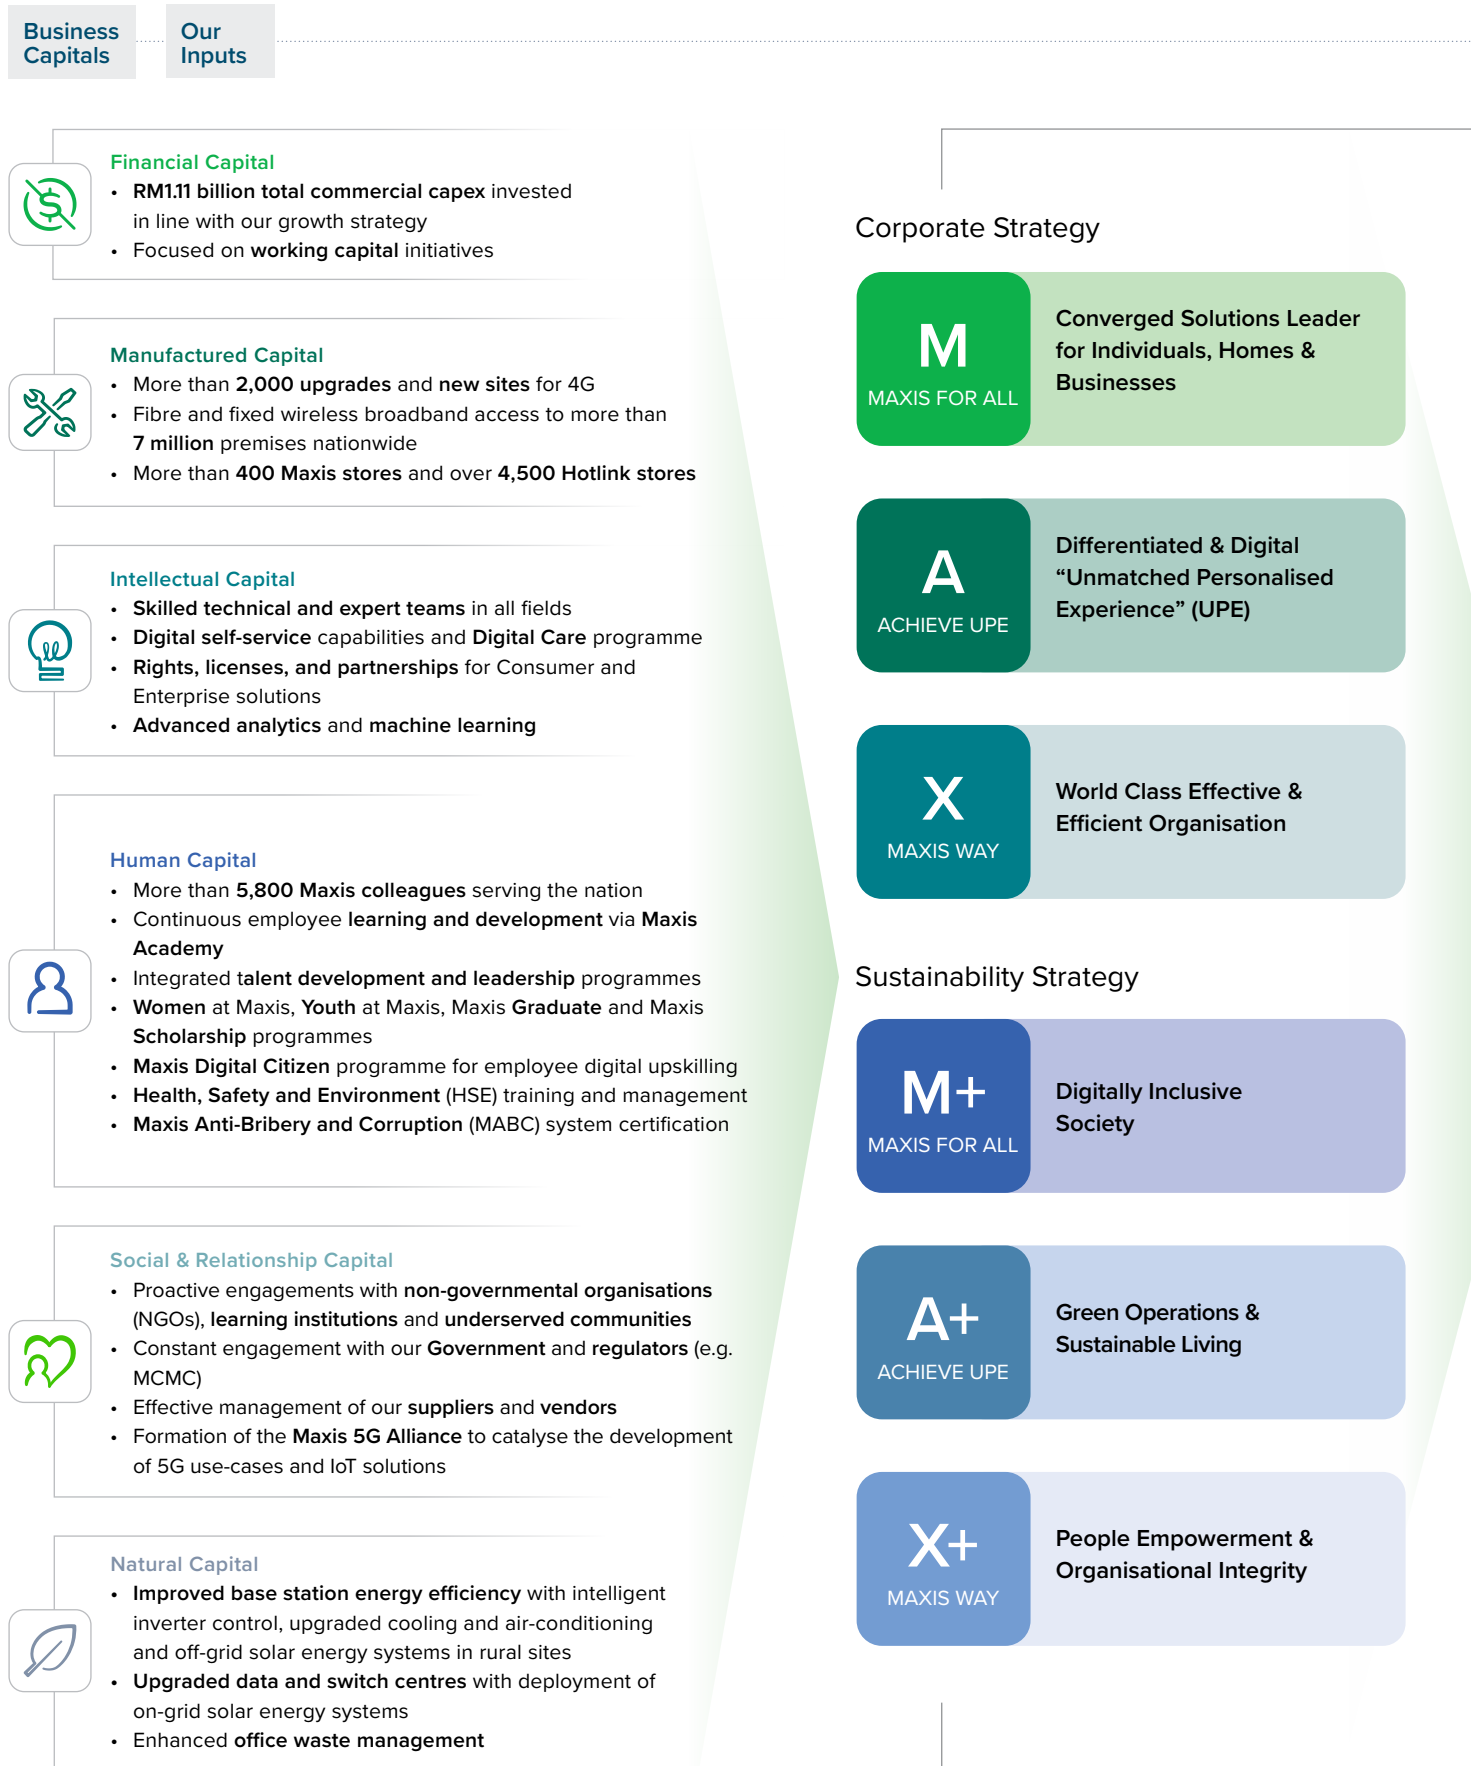 Business
Capitals
Our
Inputs
Financial Capital
• RM1.11 billion total commercial capex invested
in line with our growth strategy
• Focused on working capital initiatives
Manufactured Capital
• More than 2,000 upgrades and new sites for 4G
• Fibre and fixed wireless broadband access to more than
7 million premises nationwide
• More than 400 Maxis stores and over 4,500 Hotlink stores
Intellectual Capital
• Skilled technical and expert teams in all fields
• Digital self-service capabilities and Digital Care programme
• Rights, licenses, and partnerships for Consumer and
Enterprise solutions
• Advanced analytics and machine learning
Human Capital
• More than 5,800 Maxis colleagues serving the nation
• Continuous employee learning and development via Maxis
Academy
• Integrated talent development and leadership programmes
• Women at Maxis, Youth at Maxis, Maxis Graduate and Maxis
Scholarship programmes
• Maxis Digital Citizen programme for employee digital upskilling
• Health, Safety and Environment (HSE) training and management
• Maxis Anti-Bribery and Corruption (MABC) system certification
Social & Relationship Capital
• Proactive engagements with non-governmental organisations
(NGOs), learning institutions and underserved communities
• Constant engagement with our Government and regulators (e.g.
MCMC)
• Effective management of our suppliers and vendors
• Formation of the Maxis 5G Alliance to catalyse the development
of 5G use-cases and IoT solutions
Natural Capital
• Improved base station energy efficiency with intelligent
inverter control, upgraded cooling and air-conditioning
and off-grid solar energy systems in rural sites
• Upgraded data and switch centres with deployment of
on-grid solar energy systems
• Enhanced office waste management
Corporate Strategy
M
MAXIS FOR ALL
Converged Solutions Leader
for Individuals, Homes &
Businesses
A
ACHIEVE UPE
Differentiated & Digital
“Unmatched Personalised
Experience” (UPE)
X
MAXIS WAY
World Class Effective &
Efficient Organisation
Sustainability Strategy
M+
MAXIS FOR ALL
Digitally Inclusive
Society
A+
ACHIEVE UPE
Green Operations &
Sustainable Living
X+
MAXIS WAY
People Empowerment &
Organisational Integrity